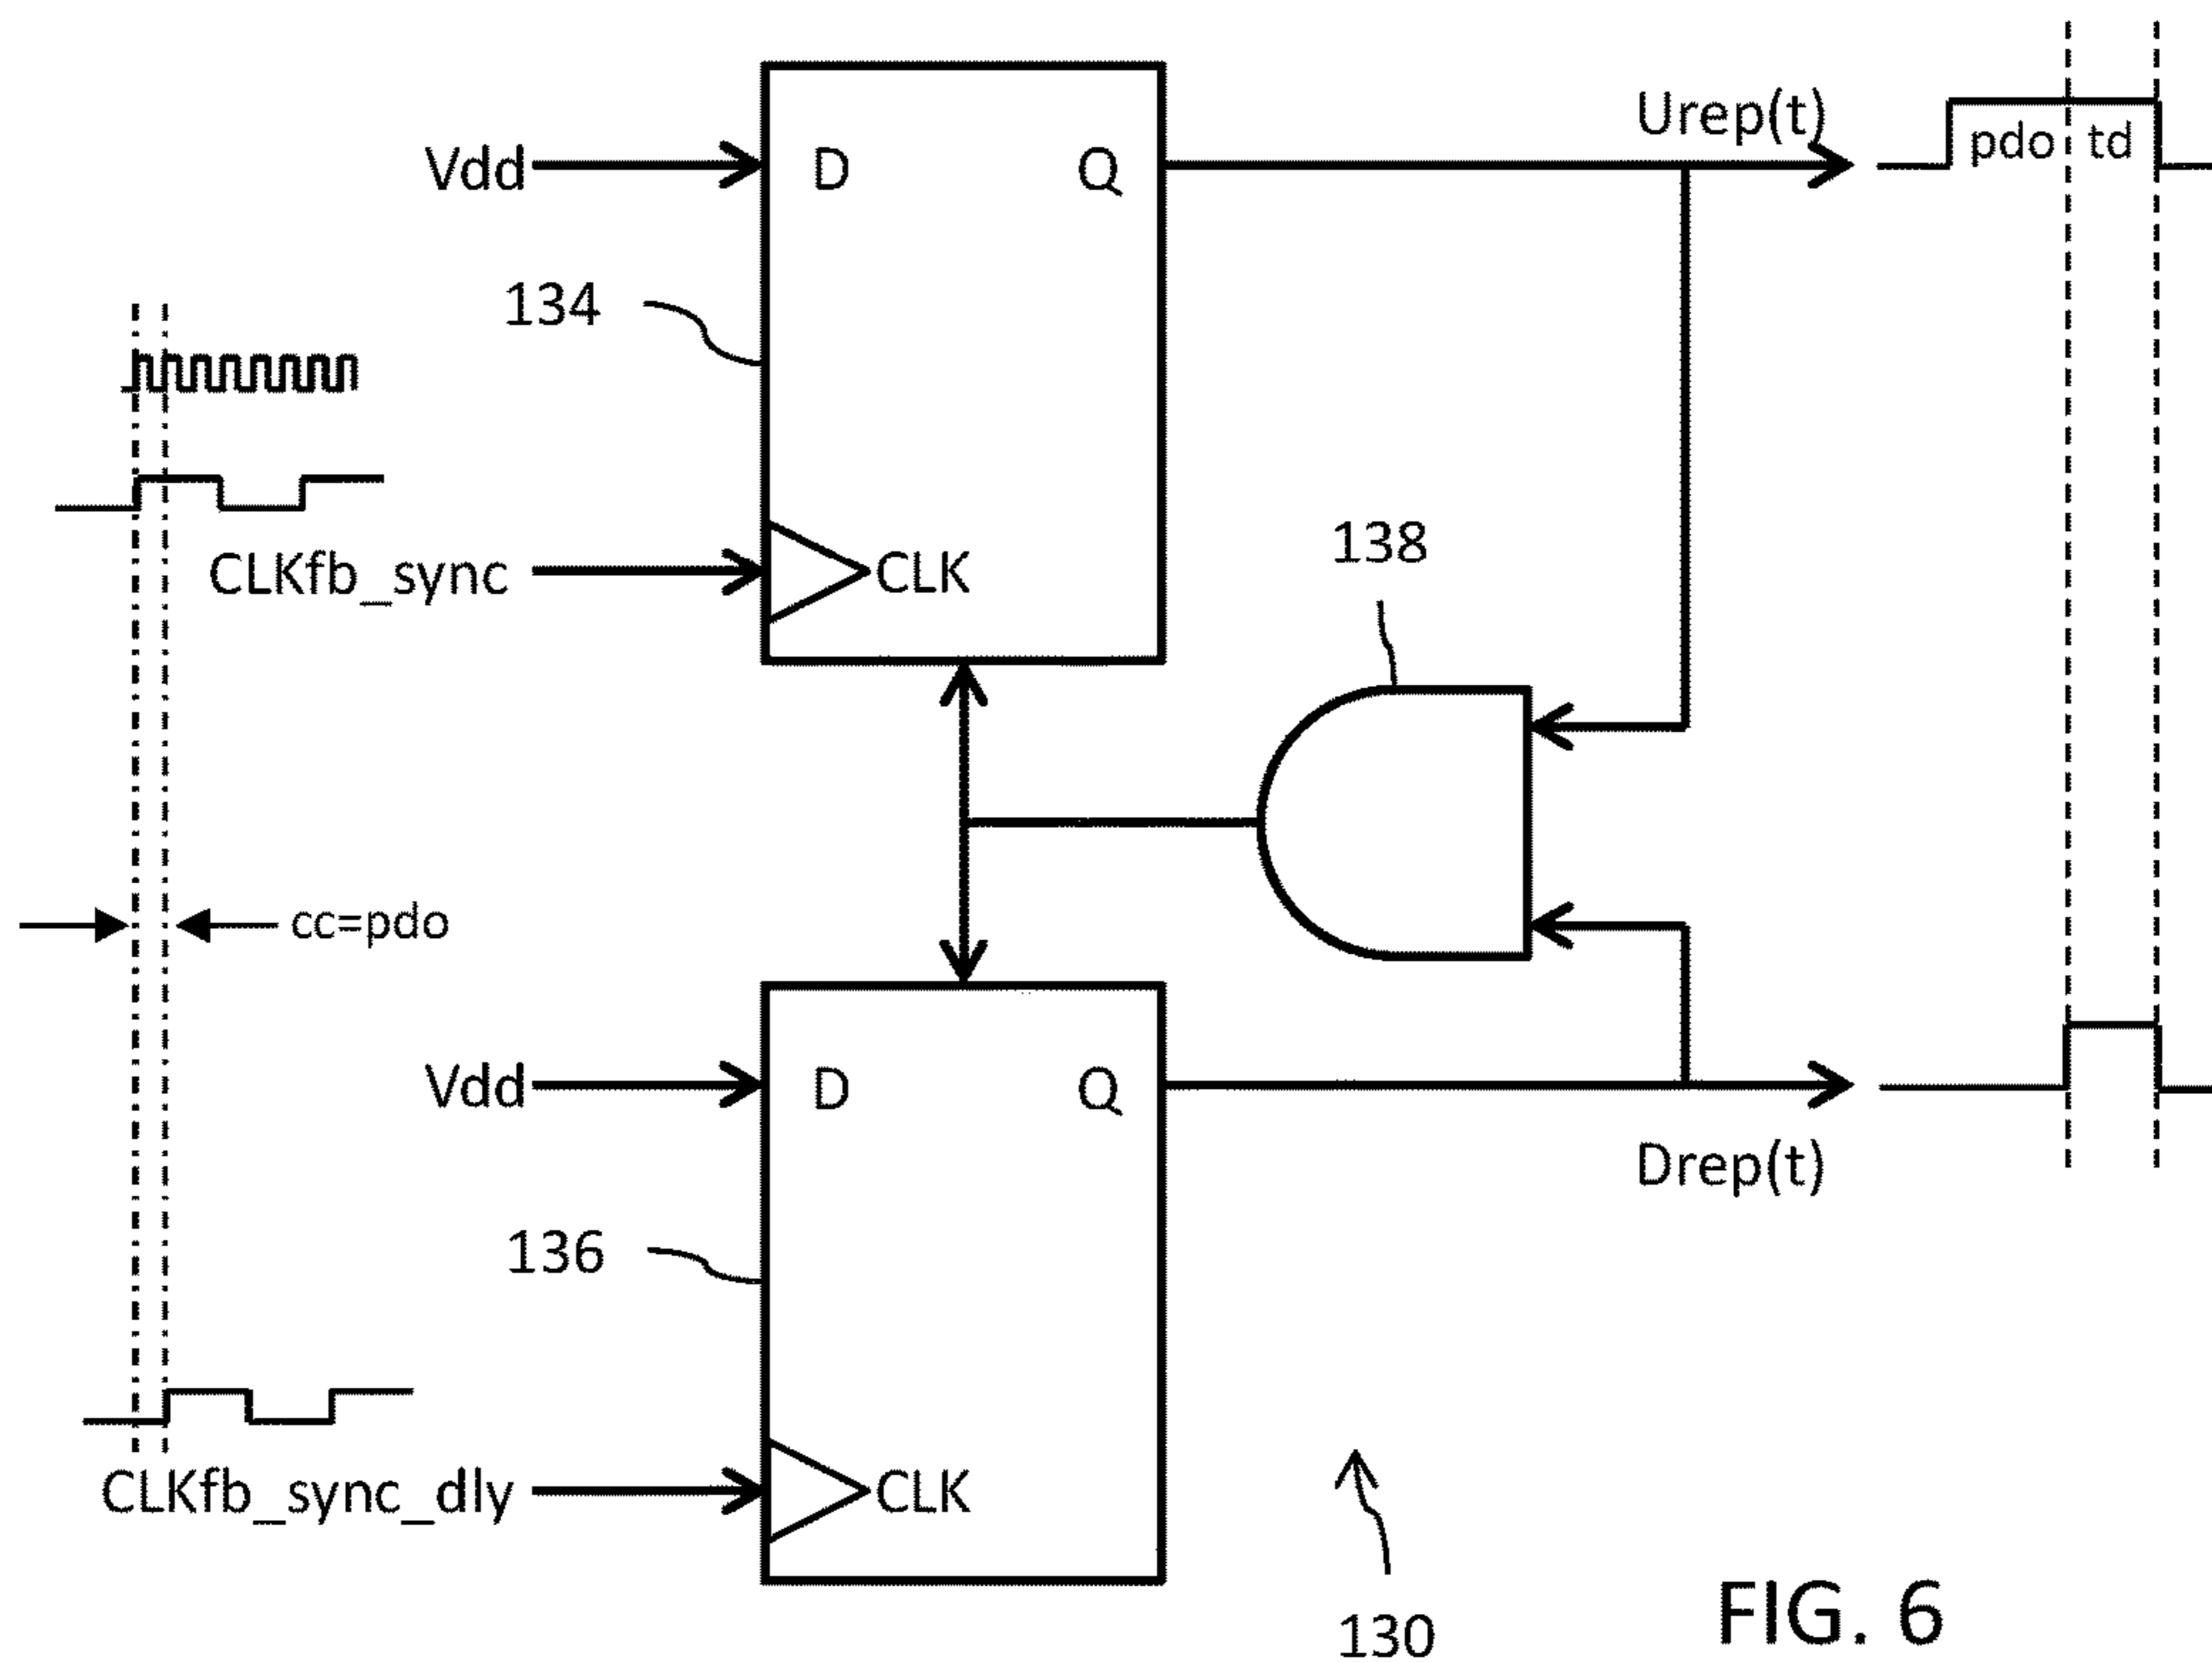 Urep(t)
pdo td
Vdd D Q
134
CLKfb_sync CLK
138
cc=pdo
Vdd D Q
Drep(t)
136
CLKfb_sync_dly CLK
130
FIG. 6